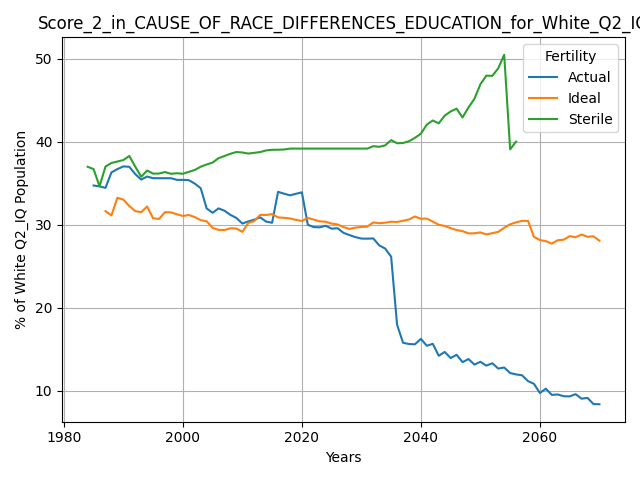 Score_2_in_CAUSE_OF_RACE_DIFFERENCES_EDUCATION_for_White_Q2_IQ
Fertility
Actual
Ideal
Sterile
% of White Q2_IQ Population
50
40
30
20
10
1980 2000 2020 2040 2060
Years